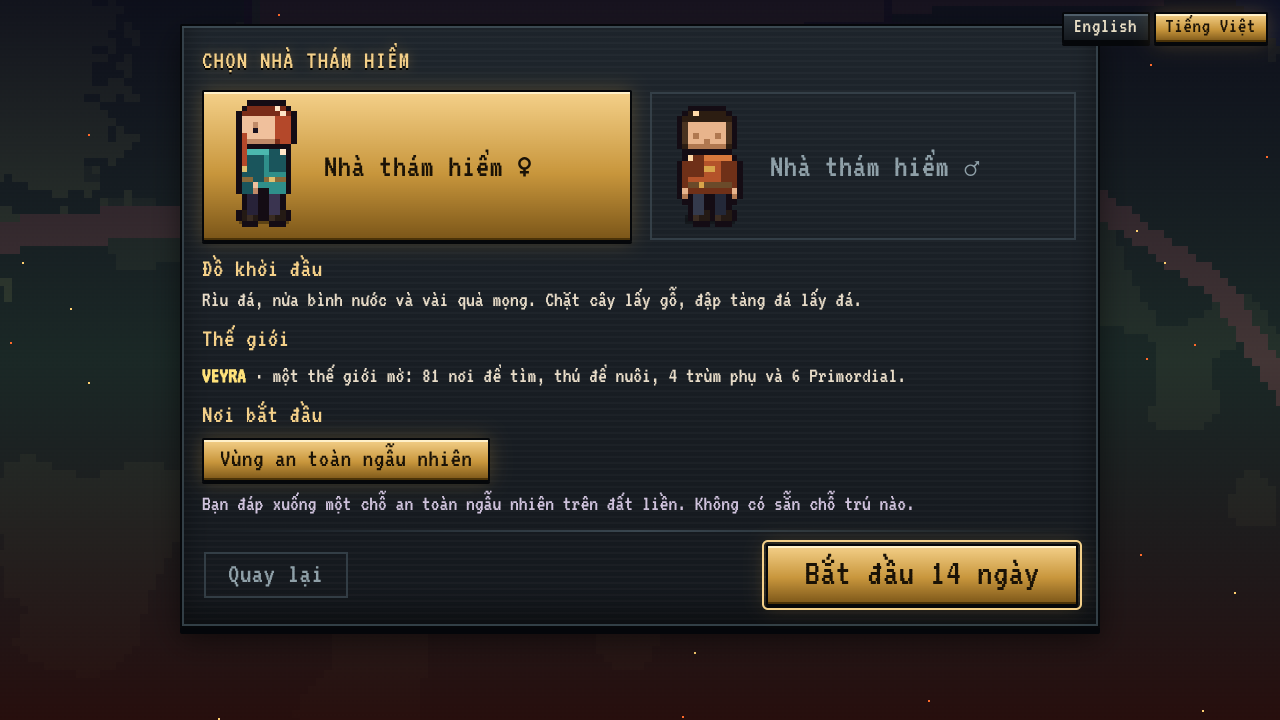 English
Tiếng Việt
CHỌN NHÀ THÁM HIỂM
Nhà thám hiểm ♀
Nhà thám hiểm ♂
Đồ khởi đầu
Rìu đá, nửa bình nước và vài quả mọng. Chặt cây lấy gỗ, đập tảng đá lấy đá.
Thế giới
VEYRA · một thế giới mở: 81 nơi để tìm, thú để nuôi, 4 trùm phụ và 6 Primordial.
Nơi bắt đầu
Vùng an toàn ngẫu nhiên
Bạn đáp xuống một chỗ an toàn ngẫu nhiên trên đất liền. Không có sẵn chỗ trú nào.
Quay lại
Bắt đầu 14 ngày